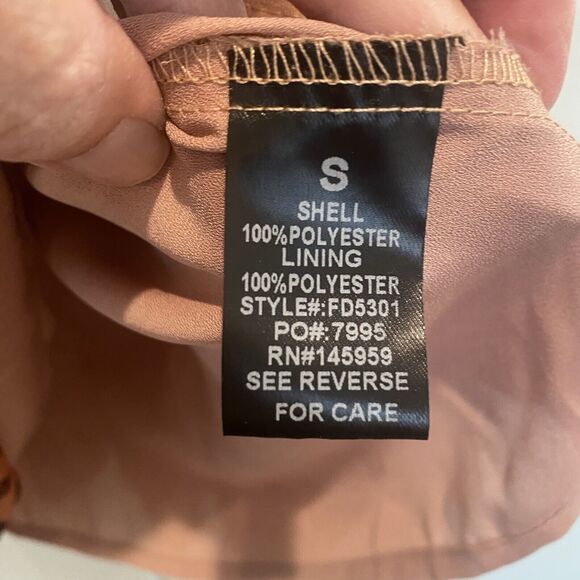 S
SHELL
100%POLYESTER
LINING
100%POLYESTER
STYLE#:FD5301
PO#:7995
RN#145959
SEE REVERSE
FOR CARE